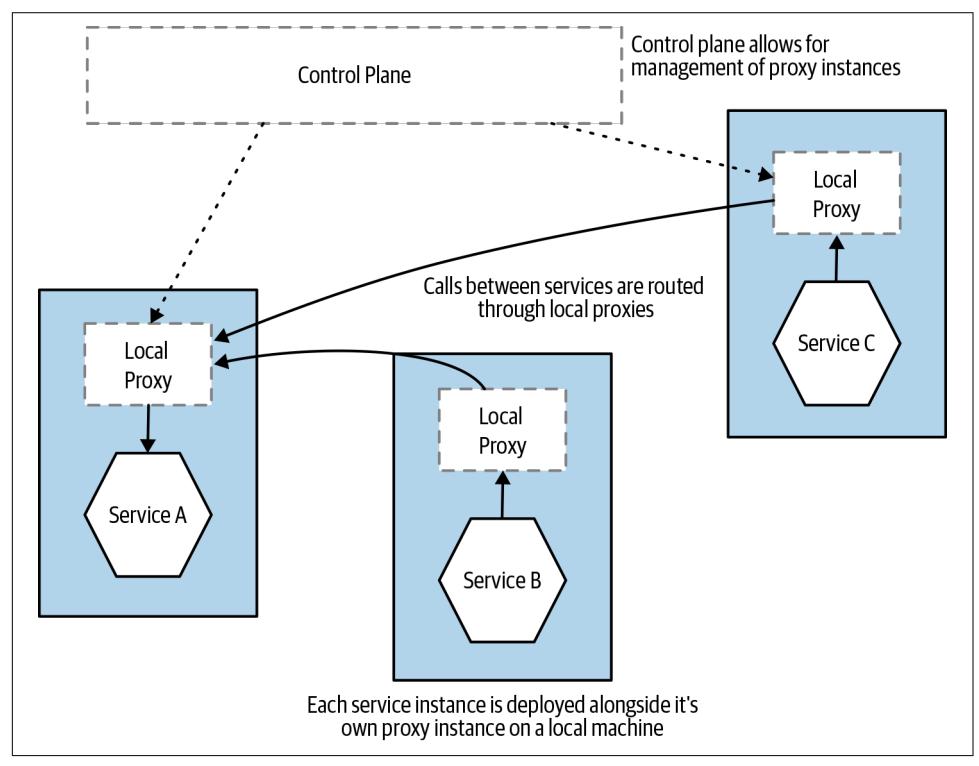 Control Plane
Control plane allows for
management of proxy instances
Local
Proxy
Service C
Calls between services are routed
through local proxies
Local
Proxy
Service A
Local
Proxy
Service B
Each service instance is deployed alongside it's
own proxy instance on a local machine